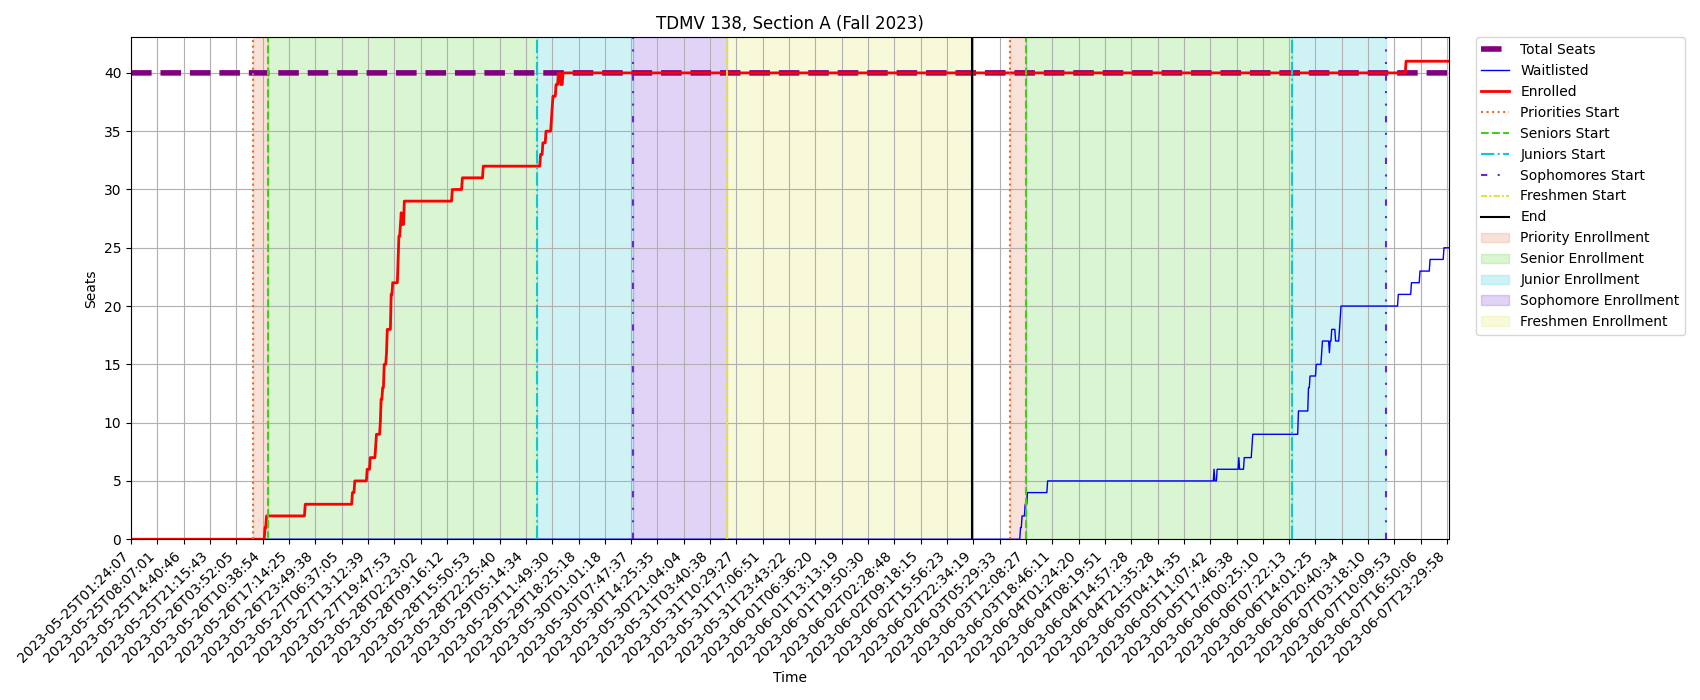 TDMV 138, Section A (Fall 2023)
Seats
40
35
30
25
20
15
10
5
0
2023-05-25T01:24:07
2023-05-25T08:07:01
2023-05-25T14:40:46
2023-05-25T21:15:43
2023-05-26T03:52:05
2023-05-26T10:38:54
2023-05-26T17:14:25
2023-05-26T23:49:38
2023-05-27T06:37:05
2023-05-27T13:12:39
2023-05-27T19:47:53
2023-05-28T02:23:02
2023-05-28T09:16:12
2023-05-28T15:50:53
2023-05-28T22:25:40
2023-05-29T05:14:34
2023-05-29T11:49:30
2023-05-29T18:25:18
2023-05-30T01:01:18
2023-05-30T07:47:37
2023-05-30T14:25:35
2023-05-30T21:04:04
2023-05-31T03:40:38
2023-05-31T10:29:27
2023-05-31T17:06:51
2023-05-31T23:43:22
2023-06-01T06:36:20
2023-06-01T13:13:19
2023-06-01T19:50:30
2023-06-02T02:28:48
2023-06-02T09:18:15
2023-06-02T15:56:23
2023-06-02T22:34:19
2023-06-03T05:29:33
2023-06-03T12:08:27
2023-06-03T18:46:11
2023-06-04T01:24:20
2023-06-04T08:19:51
2023-06-04T14:57:28
2023-06-04T21:35:28
2023-06-05T04:14:35
2023-06-05T11:07:42
2023-06-05T17:46:38
2023-06-06T00:25:10
2023-06-06T07:22:13
2023-06-06T14:01:25
2023-06-06T20:40:34
2023-06-07T03:18:10
2023-06-07T10:09:53
2023-06-07T16:50:06
2023-06-07T23:29:58
Time
Total Seats
Waitlisted
Enrolled
Priorities Start
Seniors Start
Juniors Start
Sophomores Start
Freshmen Start
End
Priority Enrollment
Senior Enrollment
Junior Enrollment
Sophomore Enrollment
Freshmen Enrollment